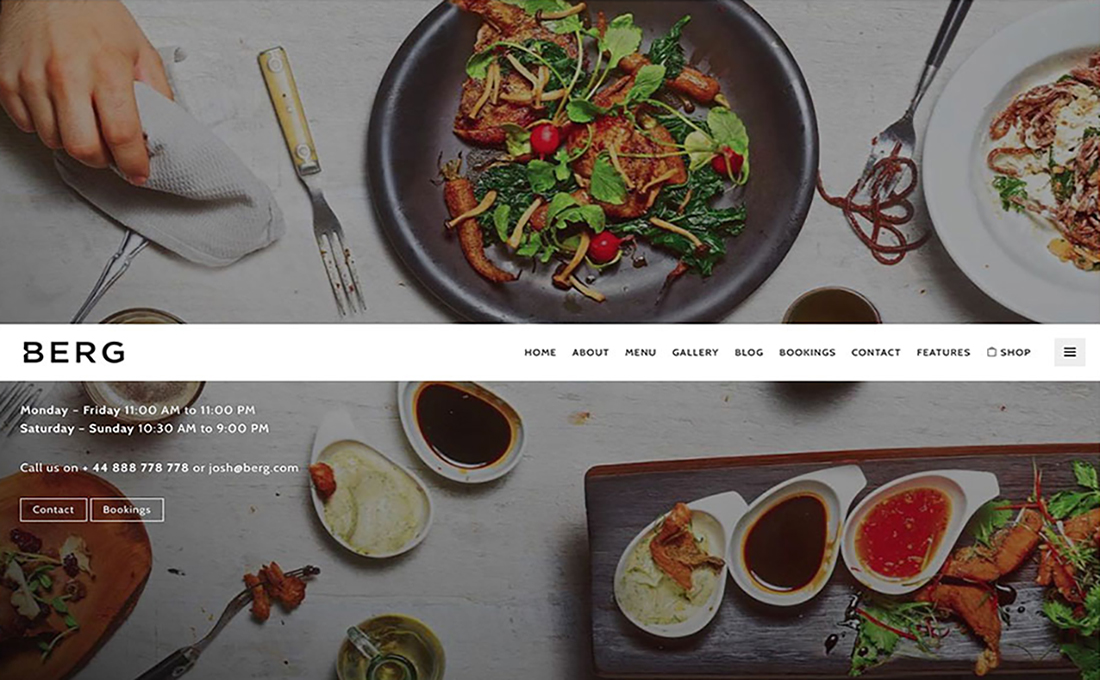 BERG
HOME ABOUT MENU GALLERY BLOG BOOKINGS CONTACT FEATURES SHOP
Monday – Friday 11:00 AM to 11:00 PM
Saturday – Sunday 10:30 AM to 9:00 PM
Call us on + 44 888 778 778 or josh@berg.com
Contact Bookings